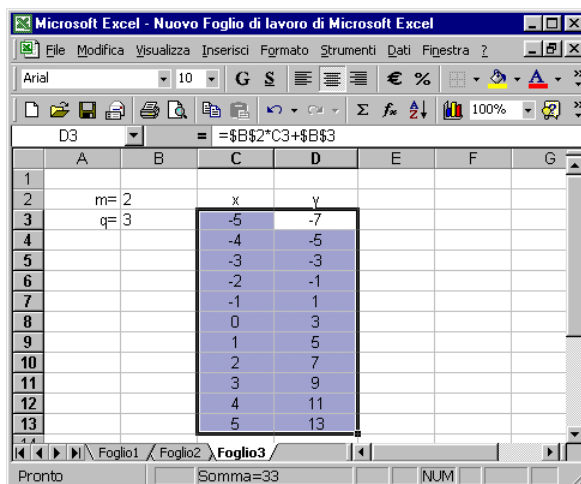 Microsoft Excel - Nuovo Foglio di lavoro di Microsoft Excel
File Modifica Visualizza Inserisci Formato Strumenti Dati Finestra ?
Arial 10 G S € %
Σ fx 100%
D3 = =$B$2*C3+$B$3
A B C D E F G
1
2 m= 2 x y
3 q= 3 -5 -7
4 -4 -5
5 -3 -3
6 -2 -1
7 -1 1
8 0 3
9 1 5
10 2 7
11 3 9
12 4 11
13 5 13
14
Foglio1 Foglio2 Foglio3
Pronto Somma=33 NUM